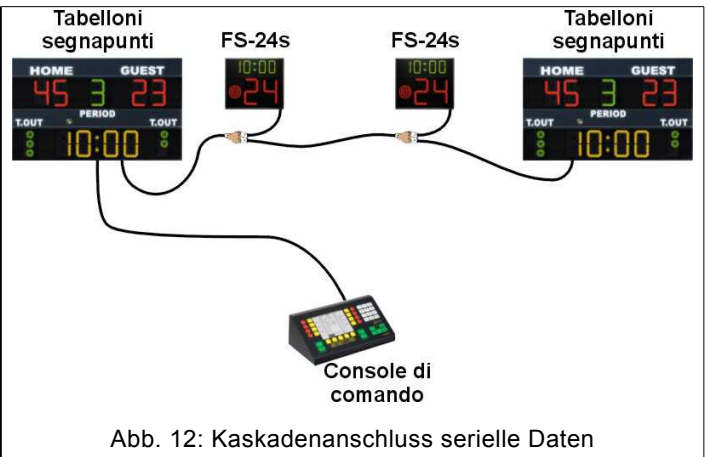 Tabelloni
segnapunti
FS-24s
FS-24s
Tabelloni
segnapunti
HOME GUEST
45 3 23
PERIOD
T.OUT T.OUT
10:00
10:00
24
10:00
24
HOME GUEST
45 3 23
PERIOD
T.OUT T.OUT
10:00
Console di
comando
Abb. 12: Kaskadenanschluss serielle Daten